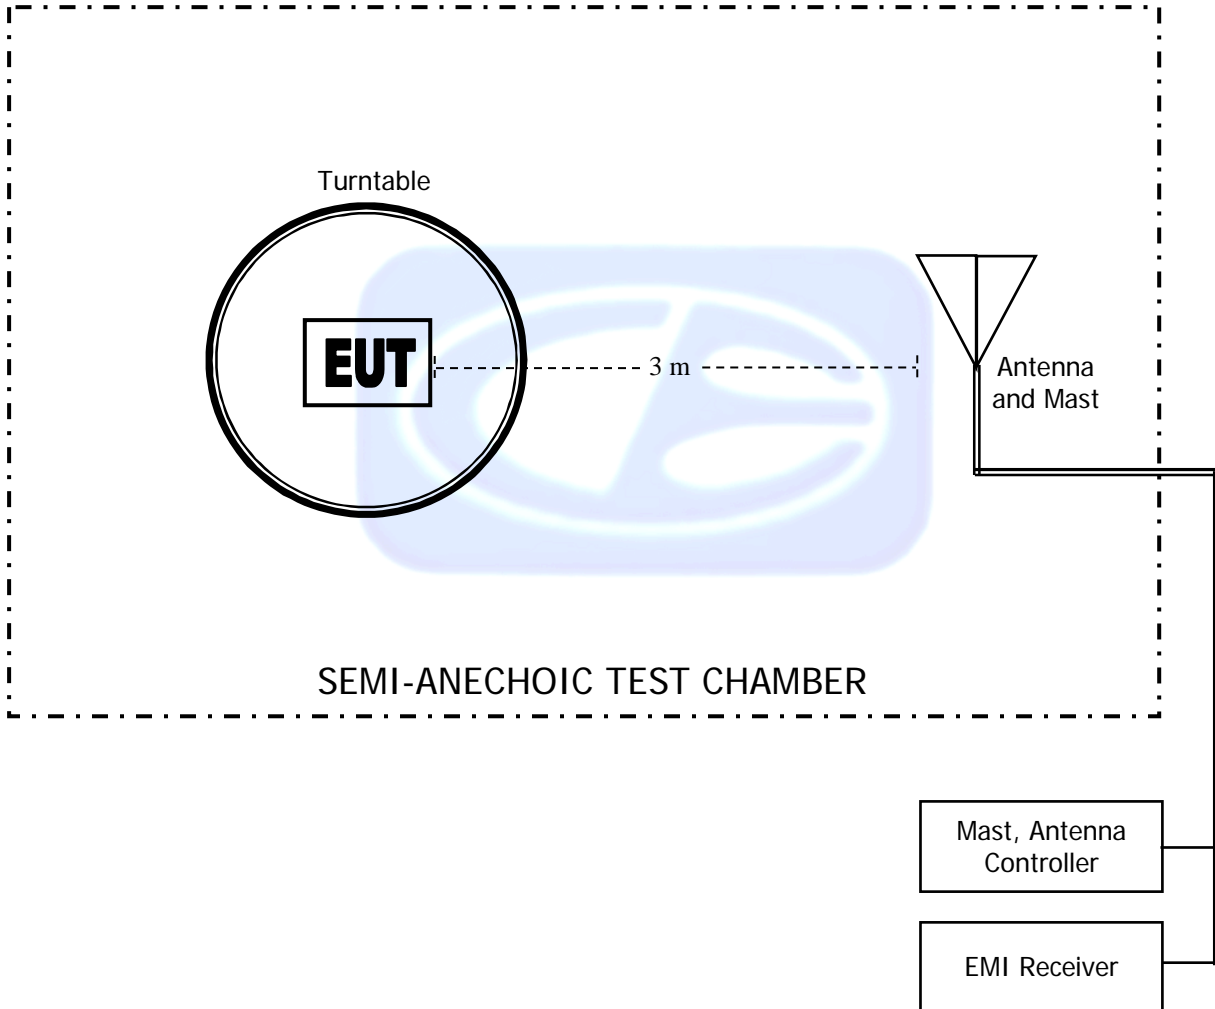 Turntable
EUT
3 m
Antenna
and Mast
SEMI-ANECHOIC TEST CHAMBER
Mast, Antenna
Controller
EMI Receiver